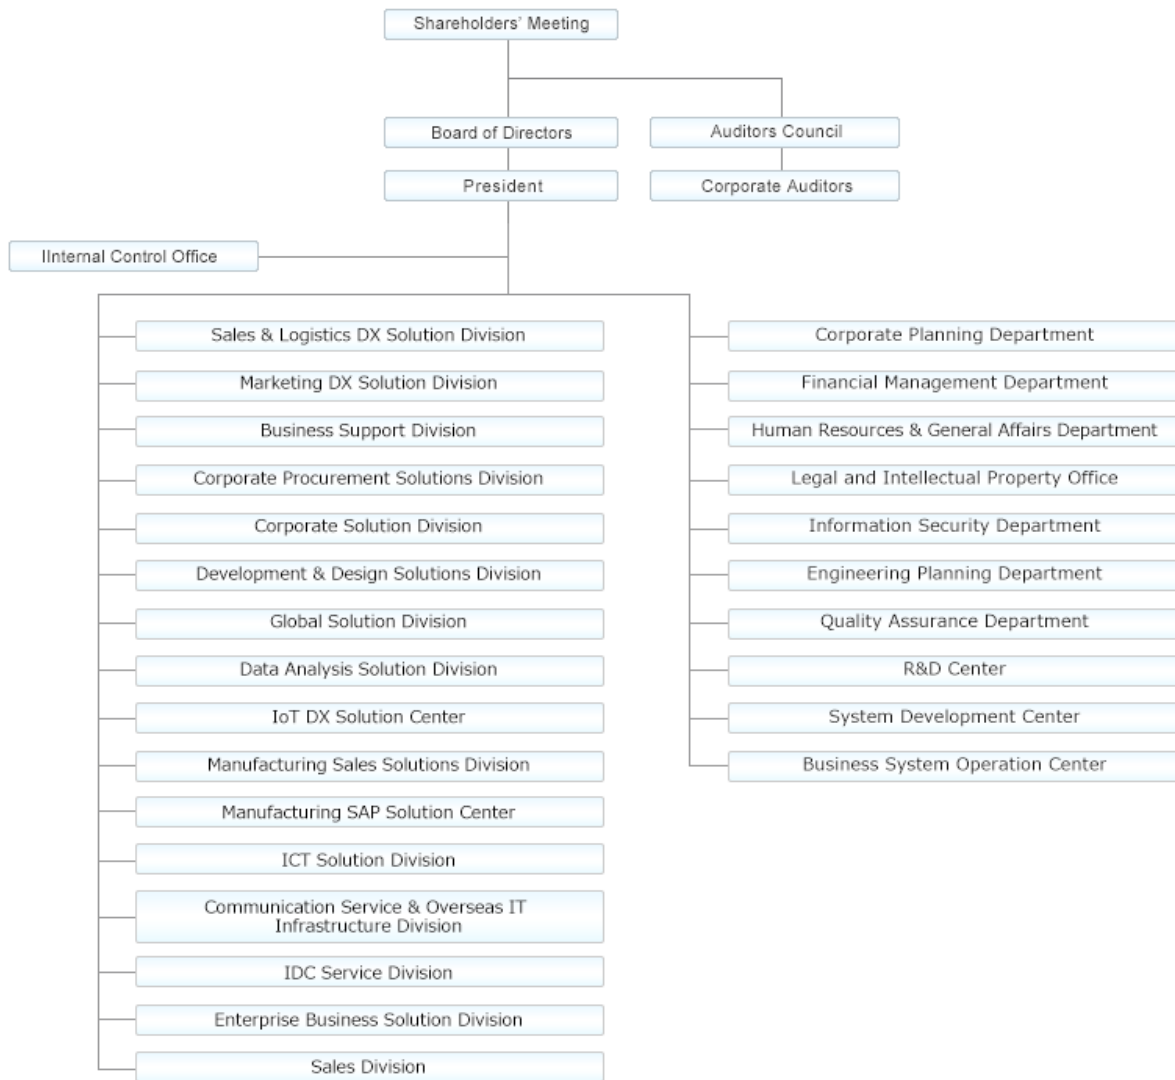 Shareholders' Meeting
Board of Directors
Auditors Council
President
Corporate Auditors
IInternal Control Office
Sales & Logistics DX Solution Division
Marketing DX Solution Division
Business Support Division
Corporate Procurement Solutions Division
Corporate Solution Division
Development & Design Solutions Division
Global Solution Division
Data Analysis Solution Division
IoT DX Solution Center
Manufacturing Sales Solutions Division
Manufacturing SAP Solution Center
ICT Solution Division
Communication Service & Overseas IT
Infrastructure Division
IDC Service Division
Enterprise Business Solution Division
Sales Division
Corporate Planning Department
Financial Management Department
Human Resources & General Affairs Department
Legal and Intellectual Property Office
Information Security Department
Engineering Planning Department
Quality Assurance Department
R&D Center
System Development Center
Business System Operation Center